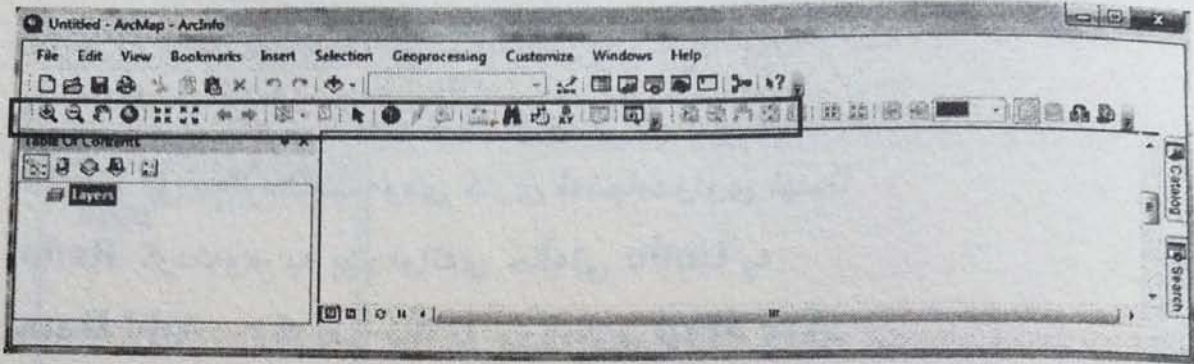 Untitled - ArcMap - ArcInfo
File Edit View Bookmarks Insert Selection Geoprocessing Customize Windows Help
Table Of Contents
Layers
Catalog
Search